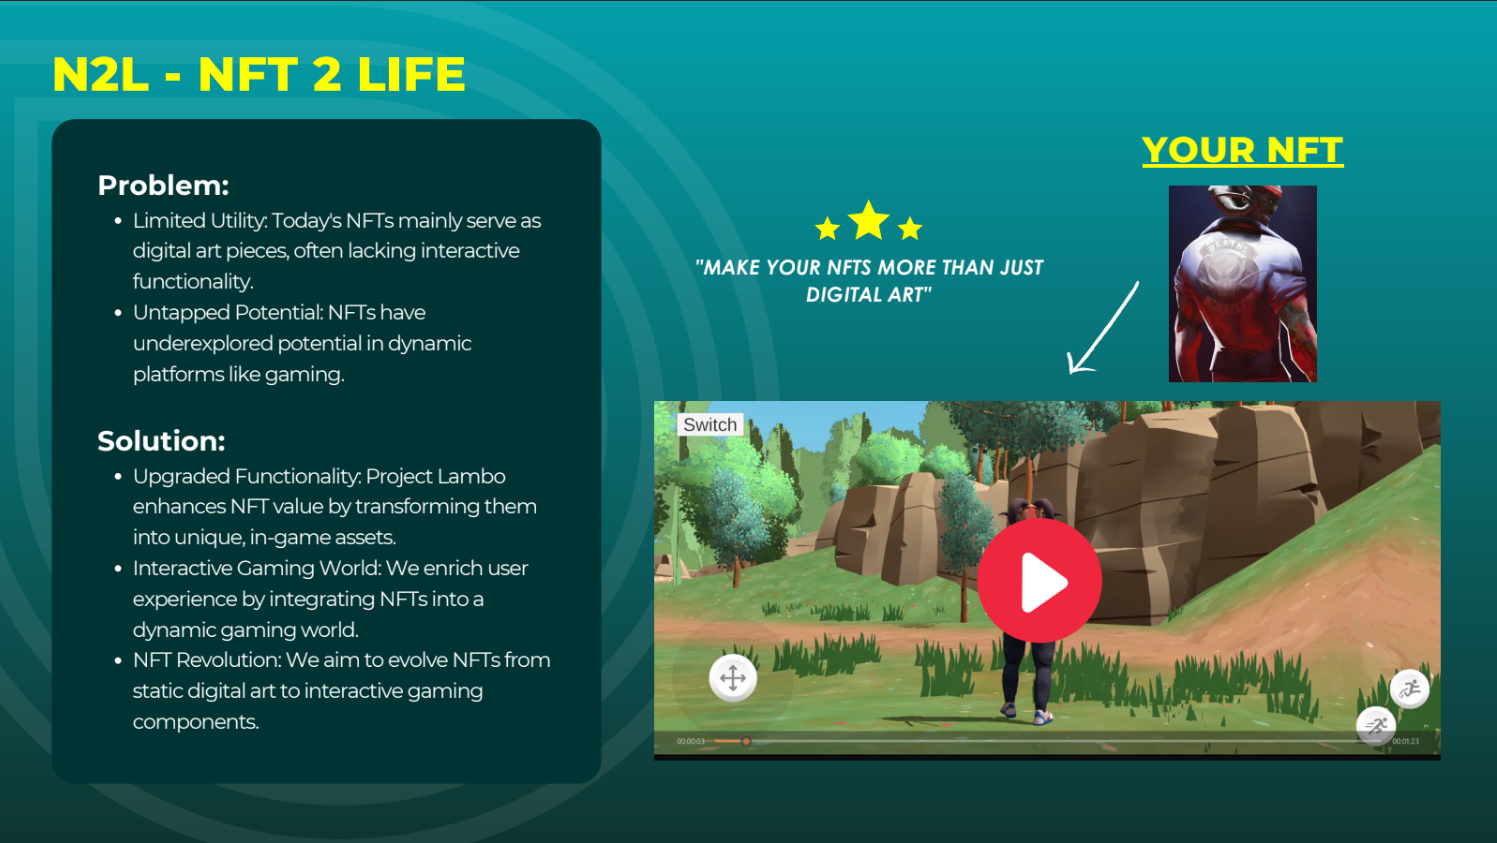 N2L - NFT 2 LIFE
Problem:
• Limited Utility: Today's NFTs mainly serve as
digital art pieces, often lacking interactive
functionality.
• Untapped Potential: NFTs have
underexplored potential in dynamic
platforms like gaming.
Solution:
• Upgraded Functionality: Project Lambo
enhances NFT value by transforming them
into unique, in-game assets.
• Interactive Gaming World: We enrich user
experience by integrating NFTs into a
dynamic gaming world.
• NFT Revolution: We aim to evolve NFTs from
static digital art to interactive gaming
components.
"MAKE YOUR NFTS MORE THAN JUST
DIGITAL ART"
YOUR NFT
Switch
00:00:03
00:01:23